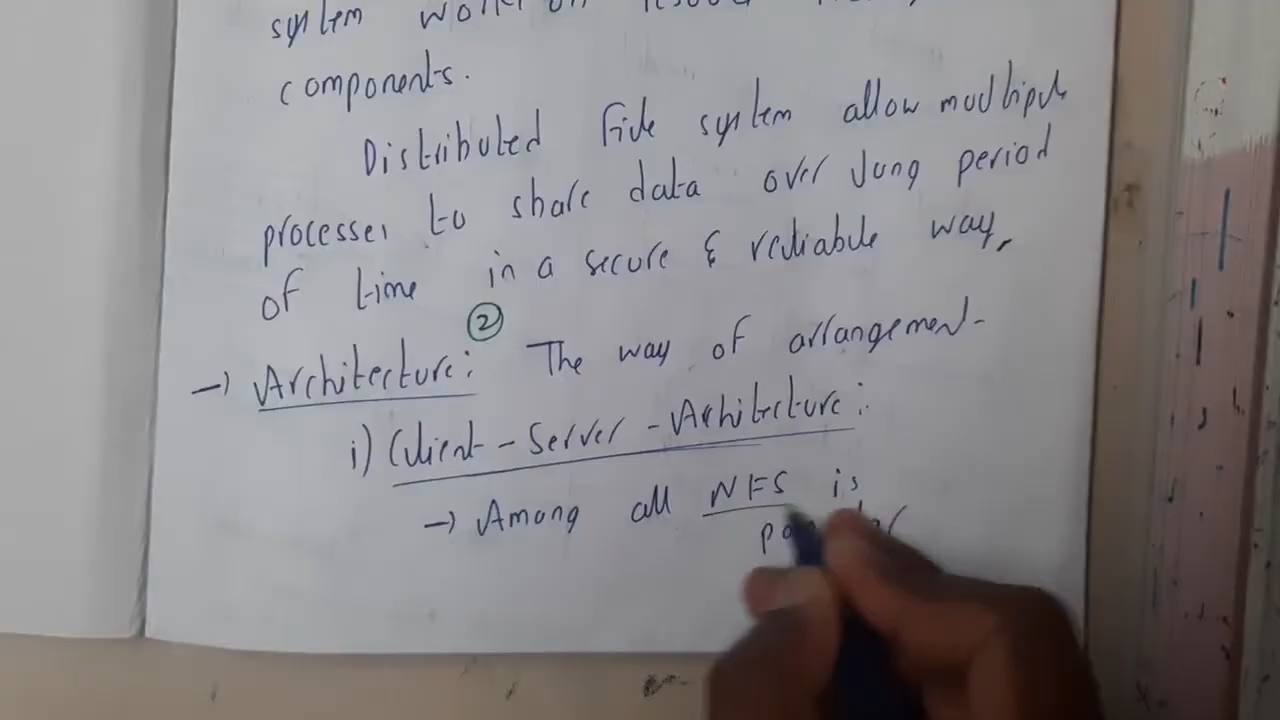 system
components.
Distributed File system allow multiple
processes to share data over long period
of time in a secure & reliable way,
②
→ Architecture: The way of arrangement
i) Client - Server - Architecture:
→ Among all NFS is